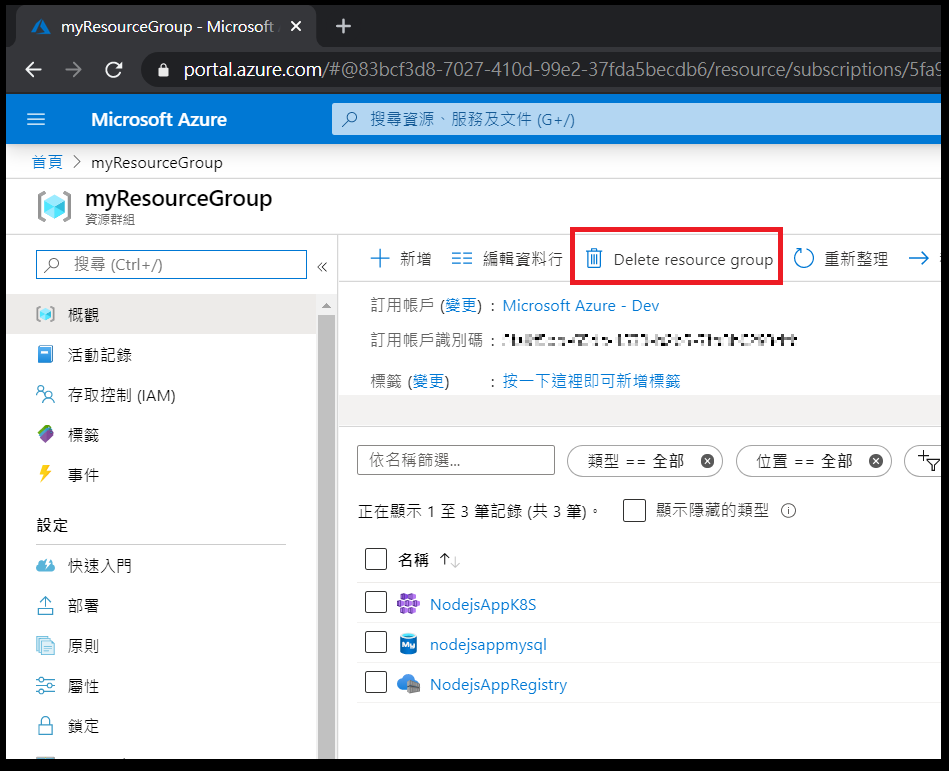 myResourceGroup - Microsoft
portal.azure.com/#@83bcf3d8-7027-410d-99e2-37fda5becdb6/resource/subscriptions/5fa9
Microsoft Azure
搜尋資源、服務及文件 (G+/)
首頁 > myResourceGroup
myResourceGroup
資源群組
搜尋 (Ctrl+/)
«
新增
編輯資料行
Delete resource group
重新整理
概觀
活動記錄
存取控制 (IAM)
標籤
事件
設定
快速入門
部署
原則
屬性
鎖定
訂用帳戶 (變更) : Microsoft Azure - Dev
訂用帳戶識別碼 :
標籤 (變更) : 按一下這裡即可新增標籤
依名稱篩選...
類型 == 全部
位置 == 全部
正在顯示 1 至 3 筆記錄 (共 3 筆)。
顯示隱藏的類型
名稱 ↑↓
NodejsAppK8S
nodejsappmysql
NodejsAppRegistry